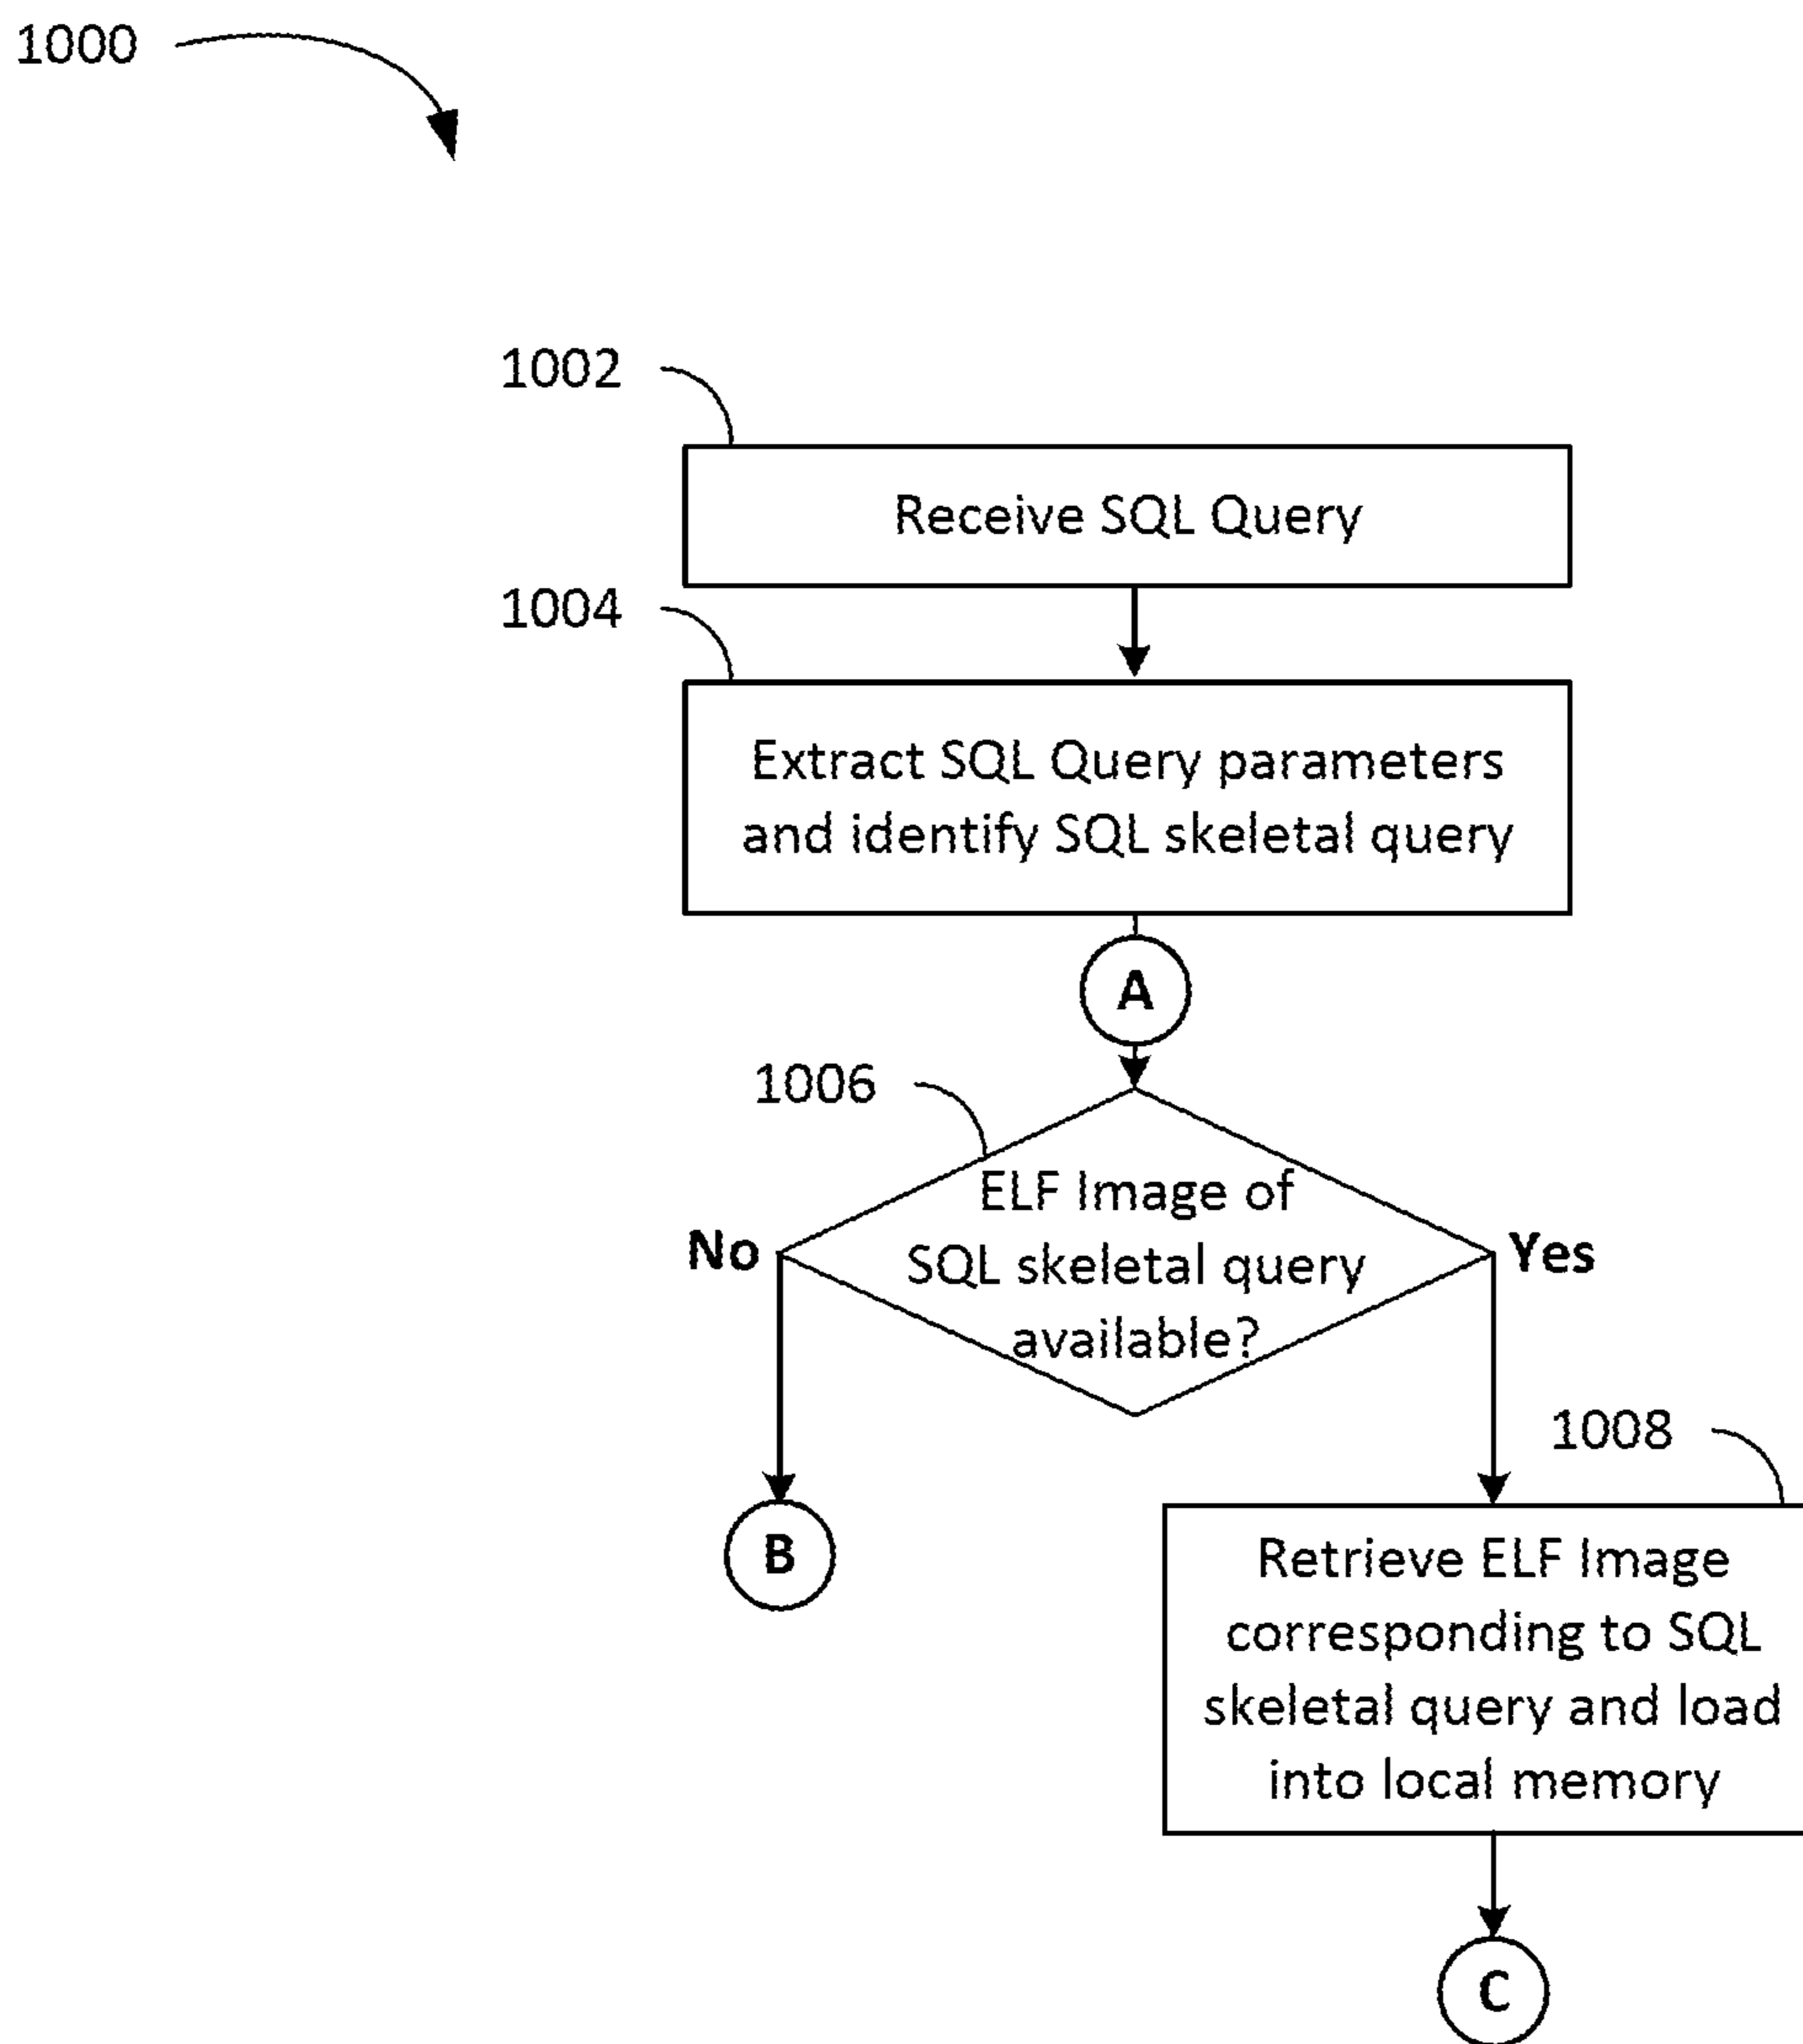 1000
1002
Receive SQL Query
1004
Extract SQL Query parameters
and identify SQL skeletal query
A
1006
ELF Image of
SQL skeletal query
available?
No
Yes
1008
B
Retrieve ELF Image
corresponding to SQL
skeletal query and load
into local memory
C